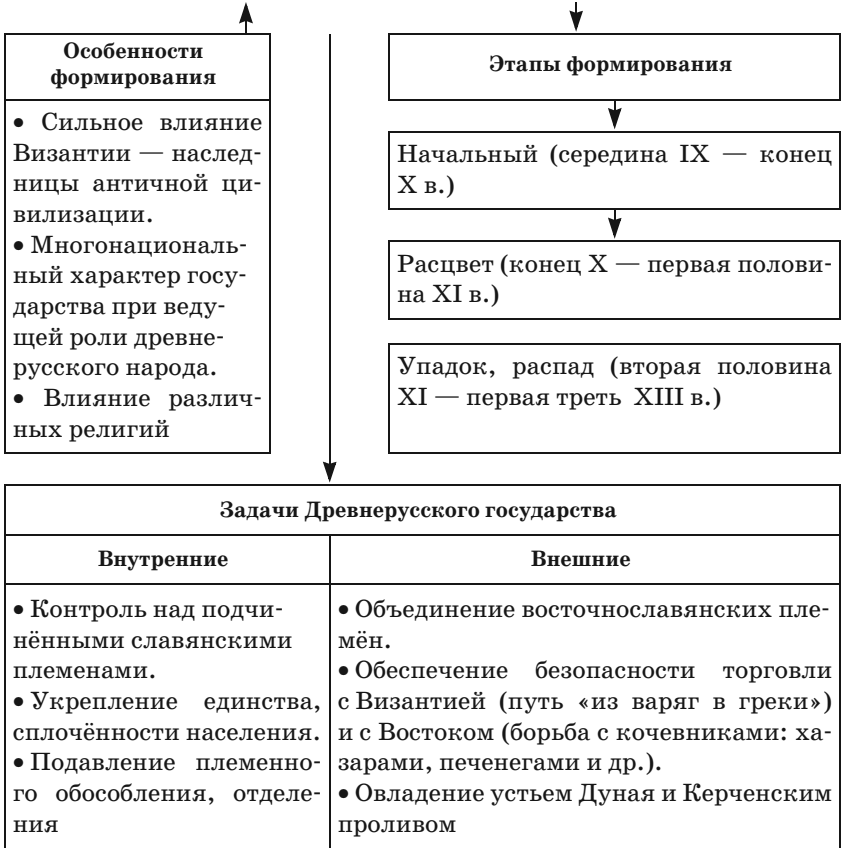 Особенности
формирования
• Сильное влияние
Византии — наслед-
ницы античной ци-
вилизации.
• Многонациональ-
ный характер госу-
дарства при веду-
щей роли древне-
русского народа.
• Влияние различ-
ных религий
Этапы формирования
Начальный (середина IX — конец
X в.)
Расцвет (конец X — первая полови-
на XI в.)
Упадок, распад (вторая половина
XI — первая треть XIII в.)
Задачи Древнерусского государства
Внутренние
• Контроль над подчи-
нёнными славянскими
племенами.
• Укрепление единства,
сплочённости населения.
• Подавление племенно-
го обособления, отделе-
ния
Внешние
• Объединение восточнославянских пле-
мён.
• Обеспечение безопасности торговли
с Византией (путь «из варяг в греки»)
и с Востоком (борьба с кочевниками: ха-
зарами, печенегами и др.).
• Овладение устьем Дуная и Керченским
проливом